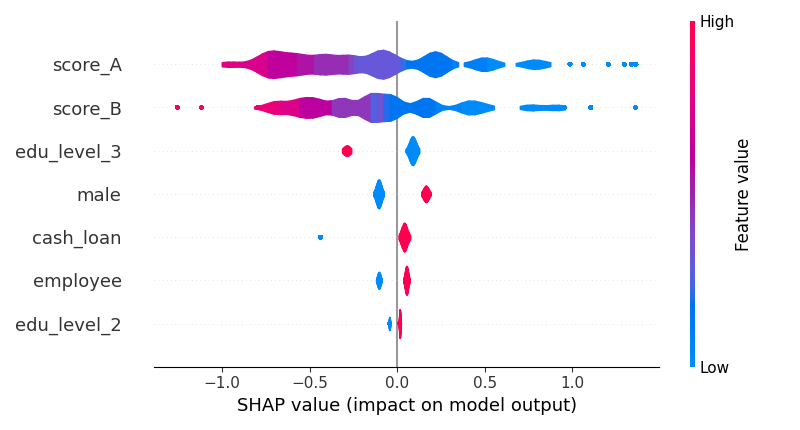 High
score_A
score_B
edu_level_3
male
cash_loan
employee
edu_level_2
Feature value
Low
−1.0 −0.5 0.0 0.5 1.0
SHAP value (impact on model output)